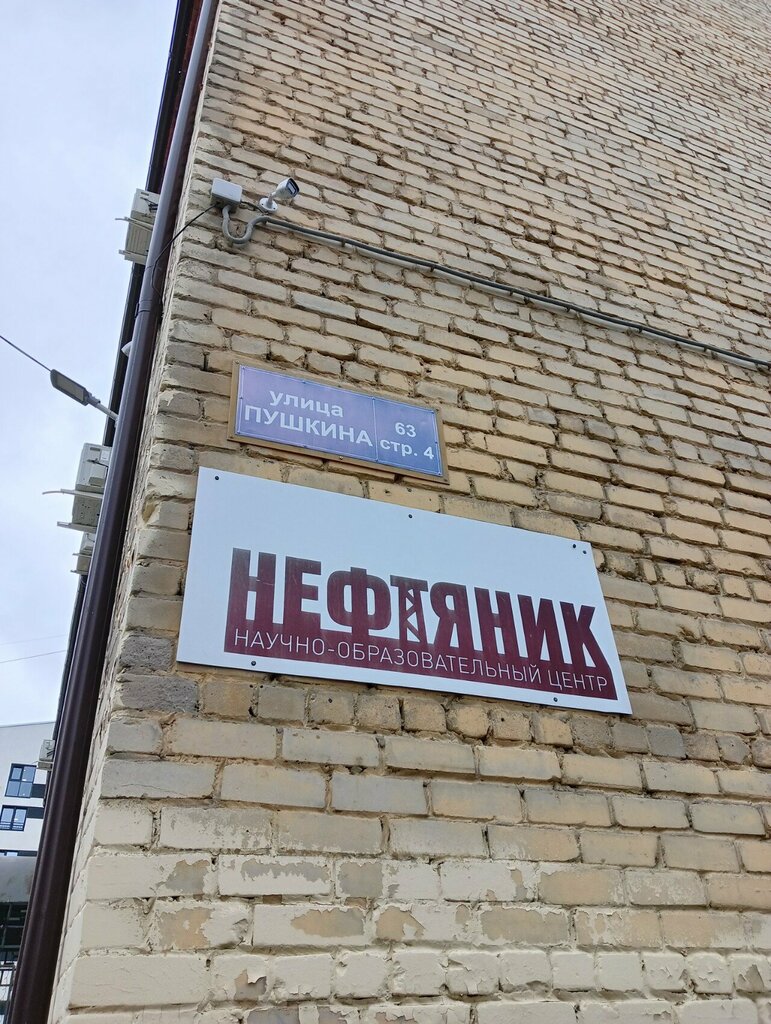 улица
ПУШКИНА
63
стр. 4
НЕФТЯНИК
НАУЧНО-ОБРАЗОВАТЕЛЬНЫЙ ЦЕНТР